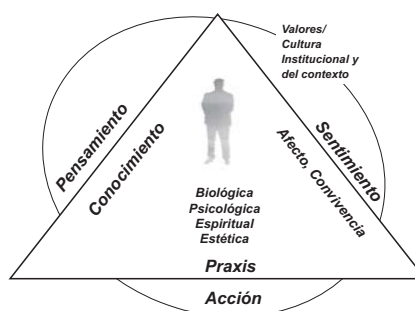 Valores/
Cultura
Institucional y
del contexto
Pensamiento
Conocimiento
Sentimiento
Afecto, Convivencia
Biológica
Psicológica
Espiritual
Estética
Praxis
Acción